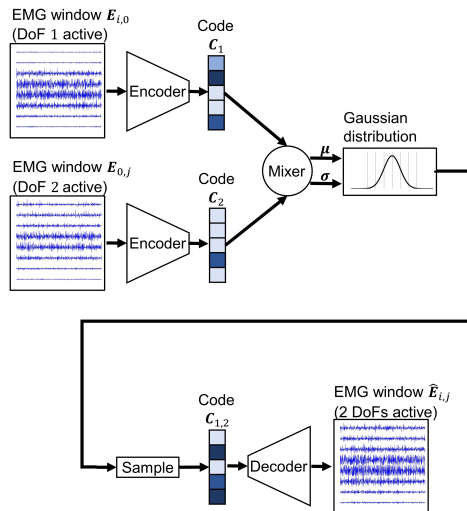 EMG window E_{i,0}
(DoF 1 active)
Encoder
Code
C_1
EMG window E_{0,j}
(DoF 2 active)
Encoder
Code
C_2
Mixer
μ
σ
Gaussian
distribution
Sample
Code
C_{1,2}
Decoder
EMG window Ê_{i,j}
(2 DoFs active)